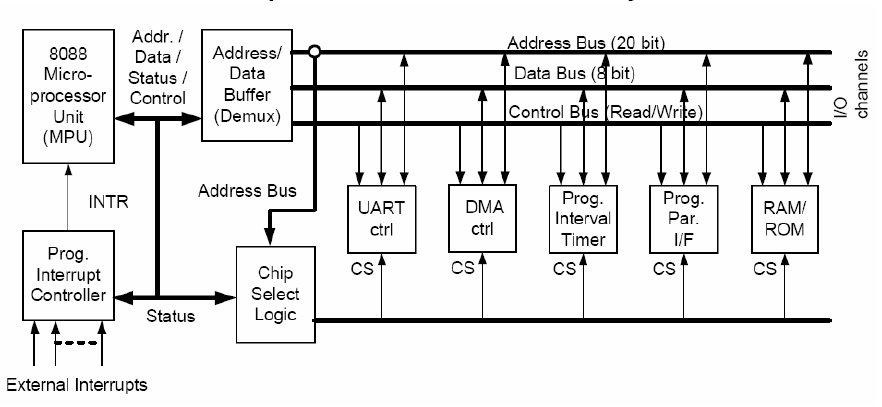 8088
Micro-
processor
Unit
(MPU)
Addr. /
Data /
Status /
Control
Address/
Data
Buffer
(Demux)
Address Bus (20 bit)
Data Bus (8 bit)
Control Bus (Read/Write)
I/O
channels
Address Bus
INTR
UART
ctrl
DMA
ctrl
Prog.
Interval
Timer
Prog.
Par.
I/F
RAM/
ROM
Prog.
Interrupt
Controller
Status
Chip
Select
Logic
CS
CS
CS
CS
CS
External Interrupts